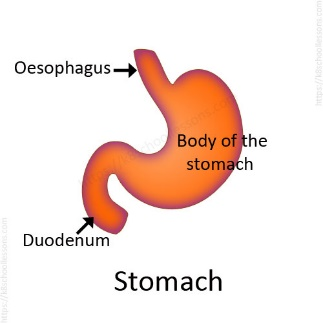 Oesophagus
Body of the
stomach
Duodenum
Stomach